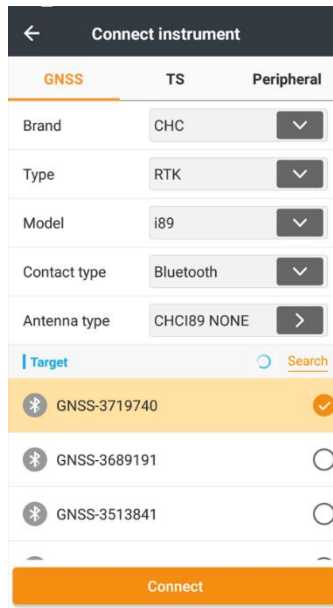 Connect instrument
GNSS TS Peripheral
Brand CHC
Type RTK
Model i89
Contact type Bluetooth
Antenna type CHCI89 NONE
Target Search
GNSS-3719740
GNSS-3689191
GNSS-3513841
Connect